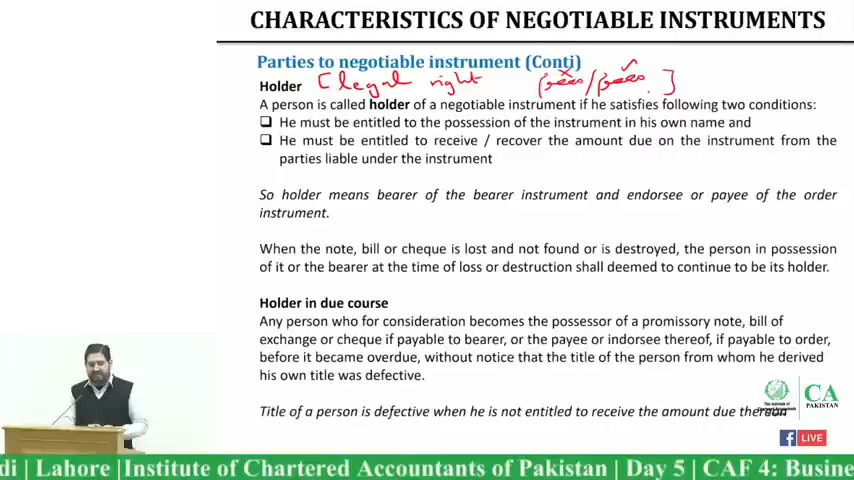 CHARACTERISTICS OF NEGOTIABLE INSTRUMENTS
Parties to negotiable instrument (Conti)
Holder [legal right
A person is called holder of a negotiable instrument if he satisfies following two conditions:
He must be entitled to the possession of the instrument in his own name and
He must be entitled to receive / recover the amount due on the instrument from the
parties liable under the instrument
So holder means bearer of the bearer instrument and endorsee or payee of the order
instrument.
When the note, bill or cheque is lost and not found or is destroyed, the person in possession
of it or the bearer at the time of loss or destruction shall deemed to continue to be its holder.
Holder in due course
Any person who for consideration becomes the possessor of a promissory note, bill of
exchange or cheque if payable to bearer, or the payee or indorsee thereof, if payable to order,
before it became overdue, without notice that the title of the person from whom he derived
his own title was defective.
Title of a person is defective when he is not entitled to receive the amount due thereon
CA
PAKISTAN
f LIVE
di | Lahore |Institute of Chartered Accountants of Pakistan | Day 5 | CAF 4: Busine